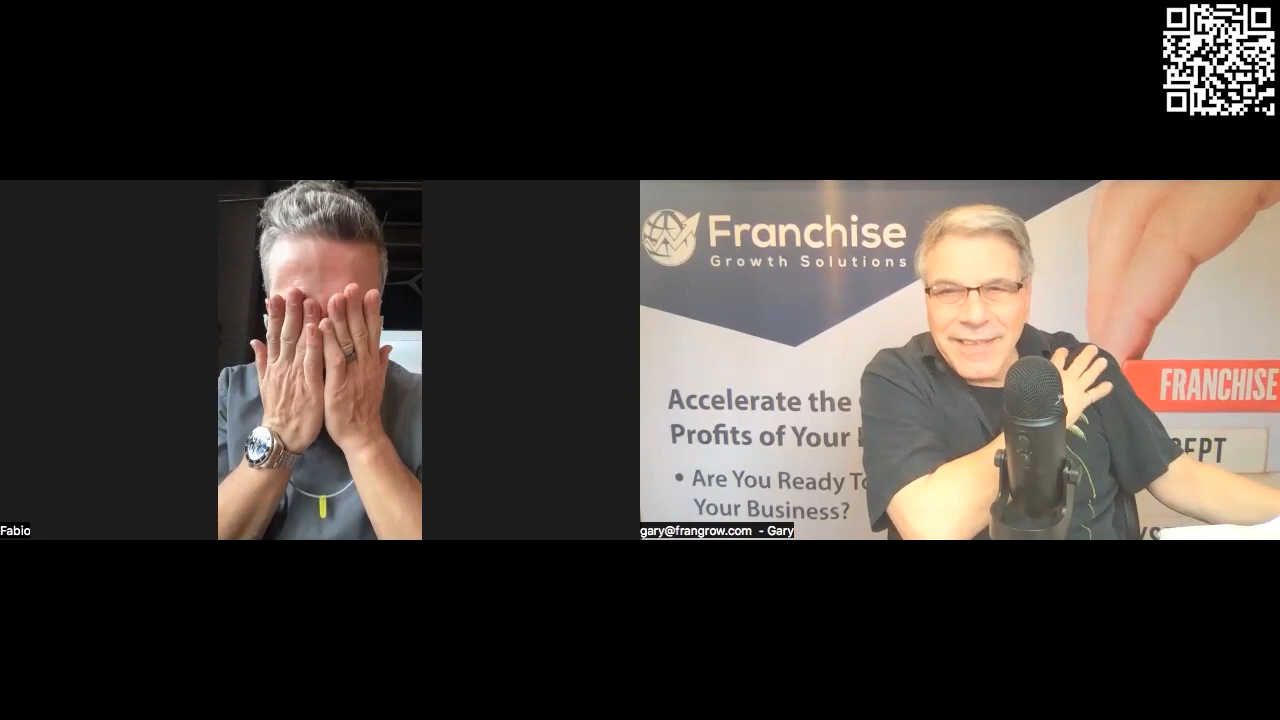 Franchise
Growth Solutions
Accelerate the
Profits of Your
• Are You Ready To
Your Business?
FRANCHISE
EPT
Fabio
gary@frangrow.com - Gary